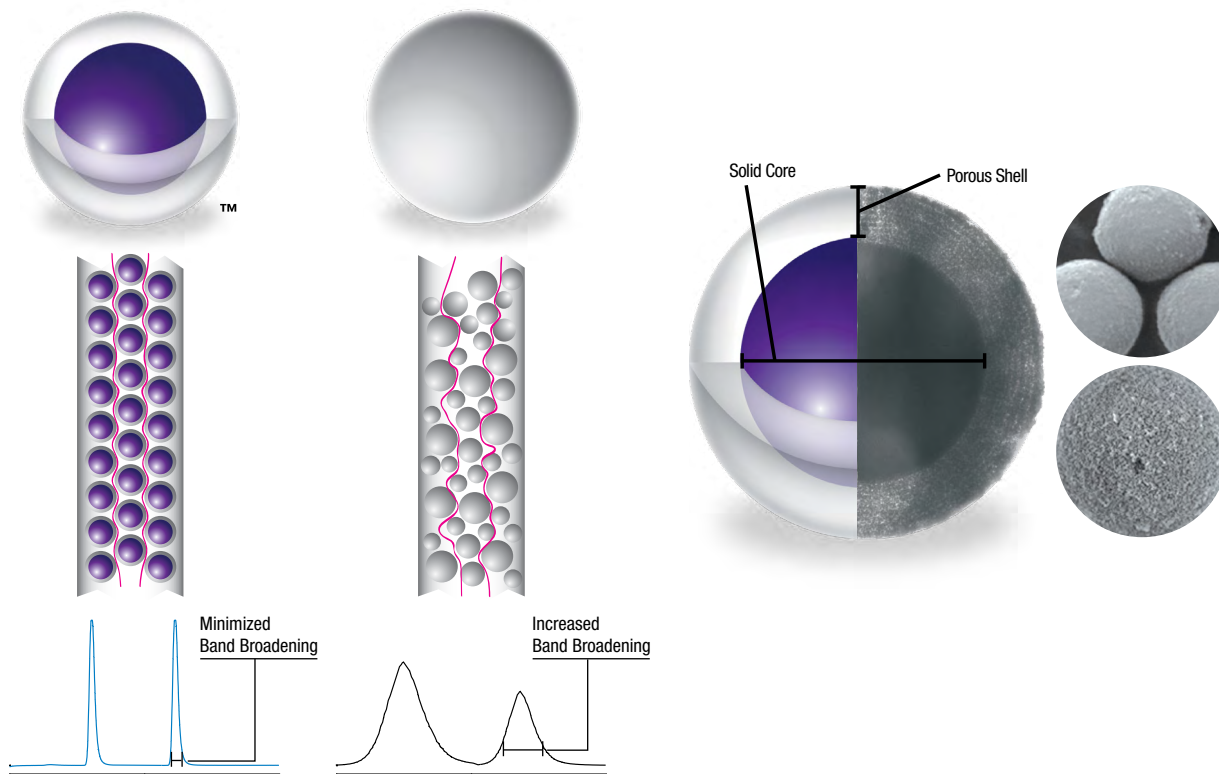 ™
Solid Core
Porous Shell
Minimized
Band Broadening
Increased
Band Broadening